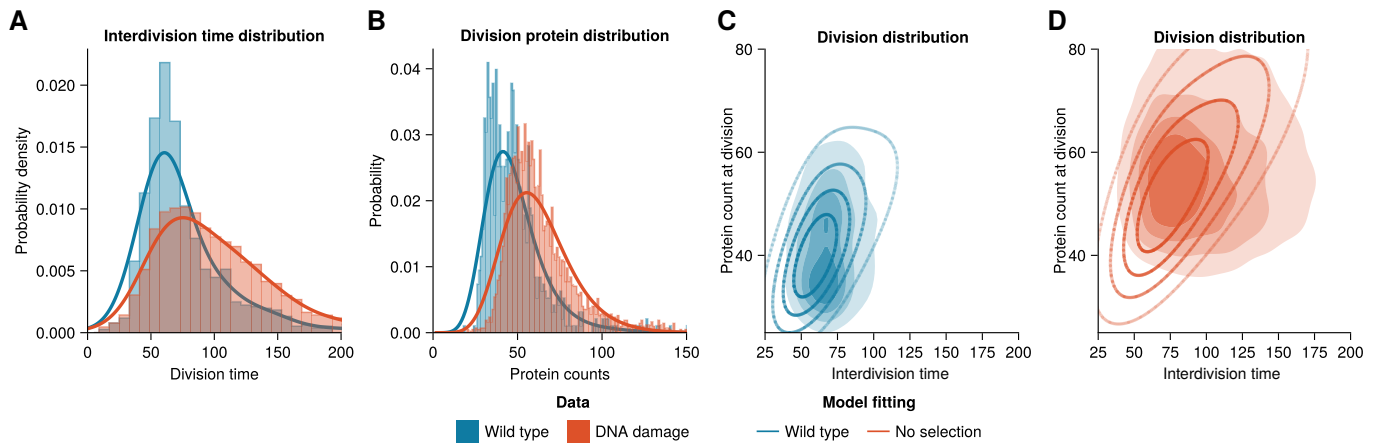 A
Interdivision time distribution
Probability density
0.020
0.015
0.010
0.005
0.000
0 50 100 150 200
Division time
B
Division protein distribution
Probability
0.04
0.03
0.02
0.01
0.00
0 50 100 150
Protein counts
C
Division distribution
Protein count at division
80
60
40
25 50 75 100 125 150 175 200
Interdivision time
D
Division distribution
Protein count at division
80
60
40
25 50 75 100 125 150 175 200
Interdivision time
Data
Wild type DNA damage
Model fitting
Wild type No selection